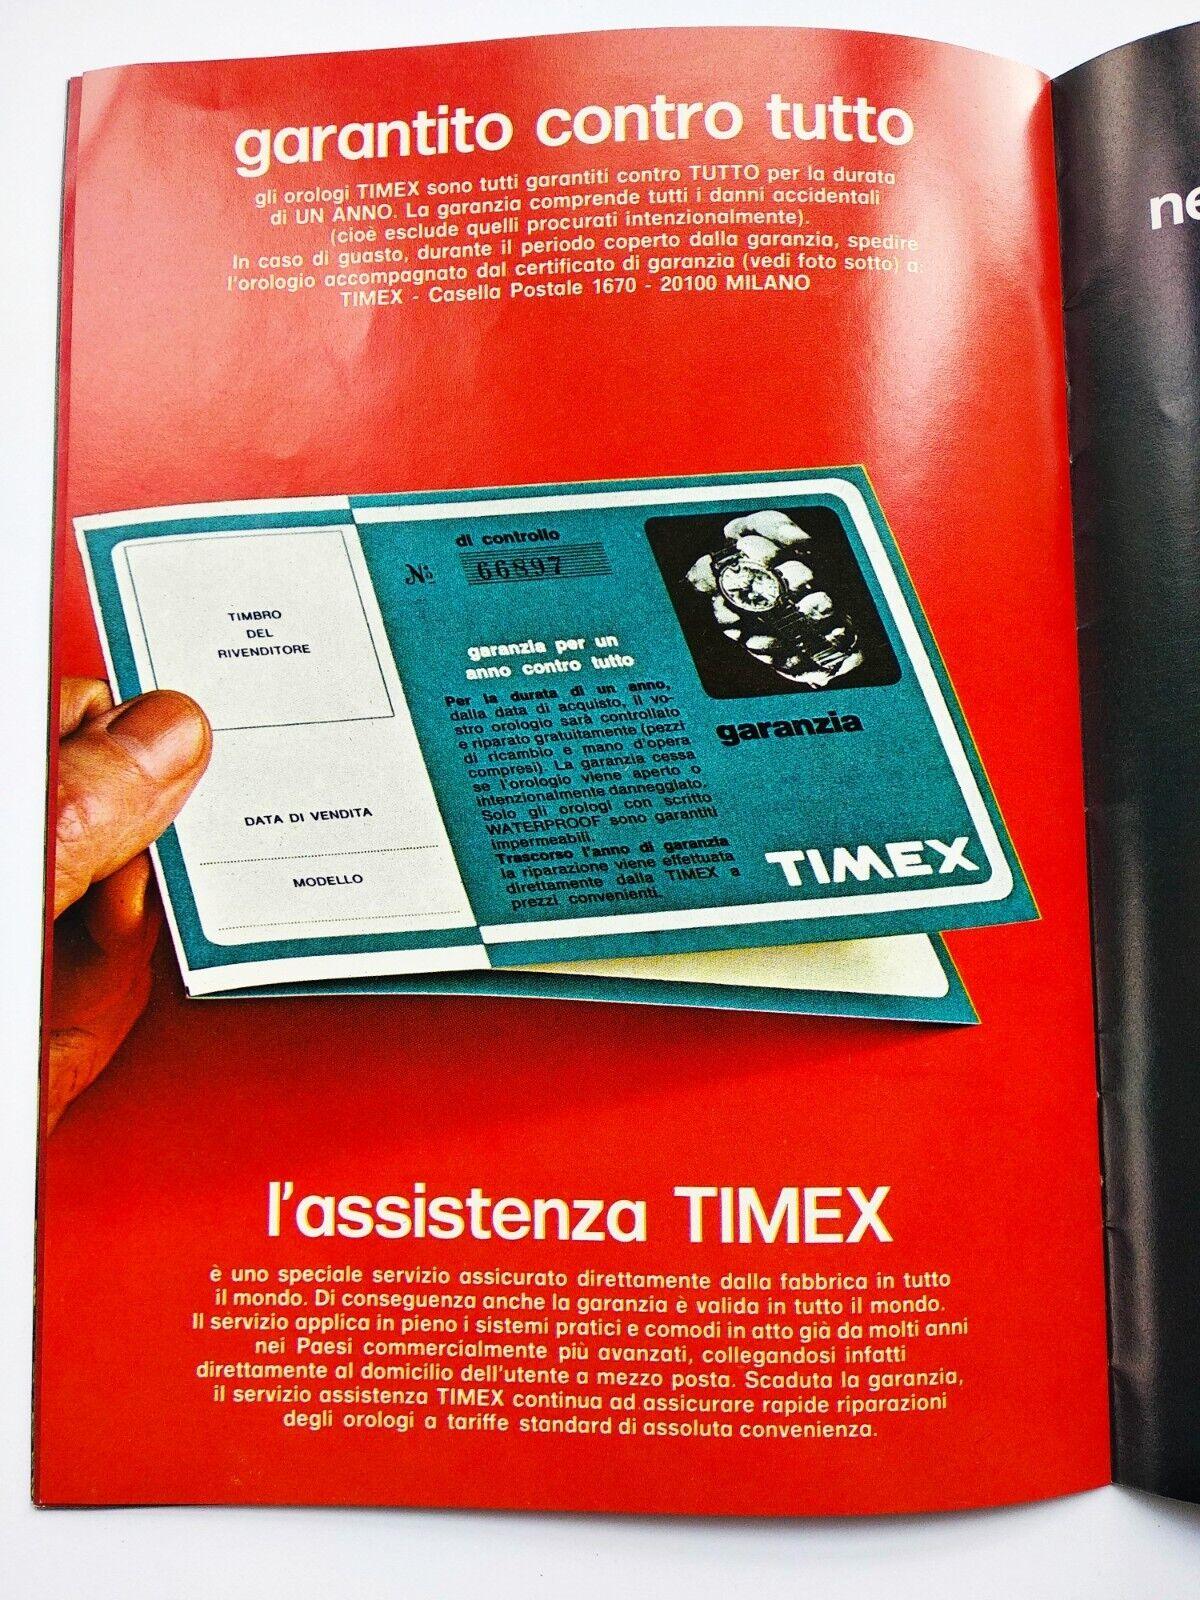 garantito contro tutto
gli orologi TIMEX sono tutti garantiti contro TUTTO per la durata
di UN ANNO. La garanzia comprende tutti i danni accidentali
(cioè esclude quelli procurati intenzionalmente).
In caso di guasto, durante il periodo coperto dalla garanzia, spedire
l'orologio accompagnato dal certificato di garanzia (vedi foto sotto) a:
TIMEX - Casella Postale 1670 - 20100 MILANO
TIMBRO
DEL
RIVENDITORE
DATA DI VENDITA
MODELLO
di controllo
No 66897
garanzia per un
anno contro tutto
Per la durata di un anno,
dalla data di acquisto, il vo-
stro orologio sarà controllato
e riparato gratuitamente (pezzi
di ricambio e mano d'opera
compresi). La garanzia cessa
se l'orologio viene aperto o
intenzionalmente danneggiato.
Solo gli orologi con scritto
WATERPROOF sono garantiti
impermeabili.
Trascorso l'anno di garanzia
la riparazione viene effettuata
direttamente dalla TIMEX a
prezzi convenienti.
garanzia
TIMEX
l'assistenza TIMEX
è uno speciale servizio assicurato direttamente dalla fabbrica in tutto
il mondo. Di conseguenza anche la garanzia è valida in tutto il mondo.
Il servizio applica in pieno i sistemi pratici e comodi in atto già da molti anni
nei Paesi commercialmente più avanzati, collegandosi infatti
direttamente al domicilio dell'utente a mezzo posta. Scaduta la garanzia,
il servizio assistenza TIMEX continua ad assicurare rapide riparazioni
degli orologi a tariffe standard di assoluta convenienza.
ne